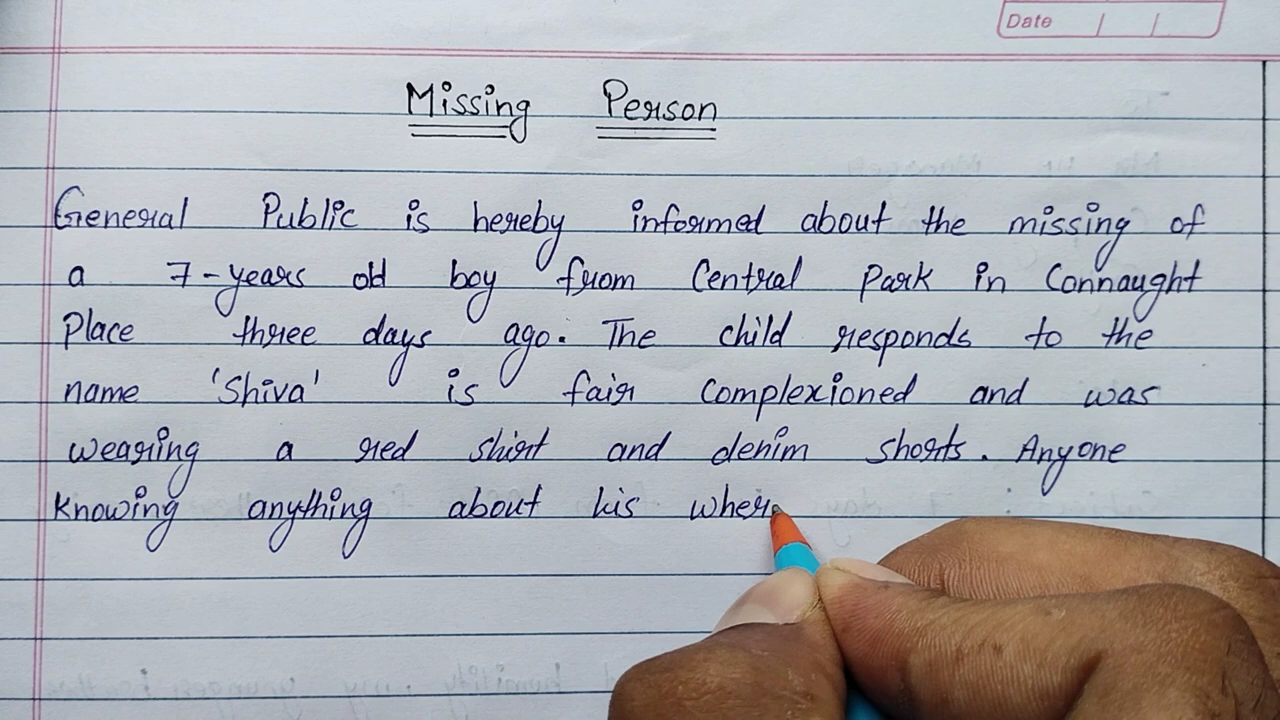 Date
Missing Person
General Public is hereby informed about the missing of
a 7-years old boy from Central Park in Connaught
Place three days ago. The child responds to the
name 'Shiva' is fair complexioned and was
wearing a red shirt and denim shorts. Anyone
knowing anything about his where